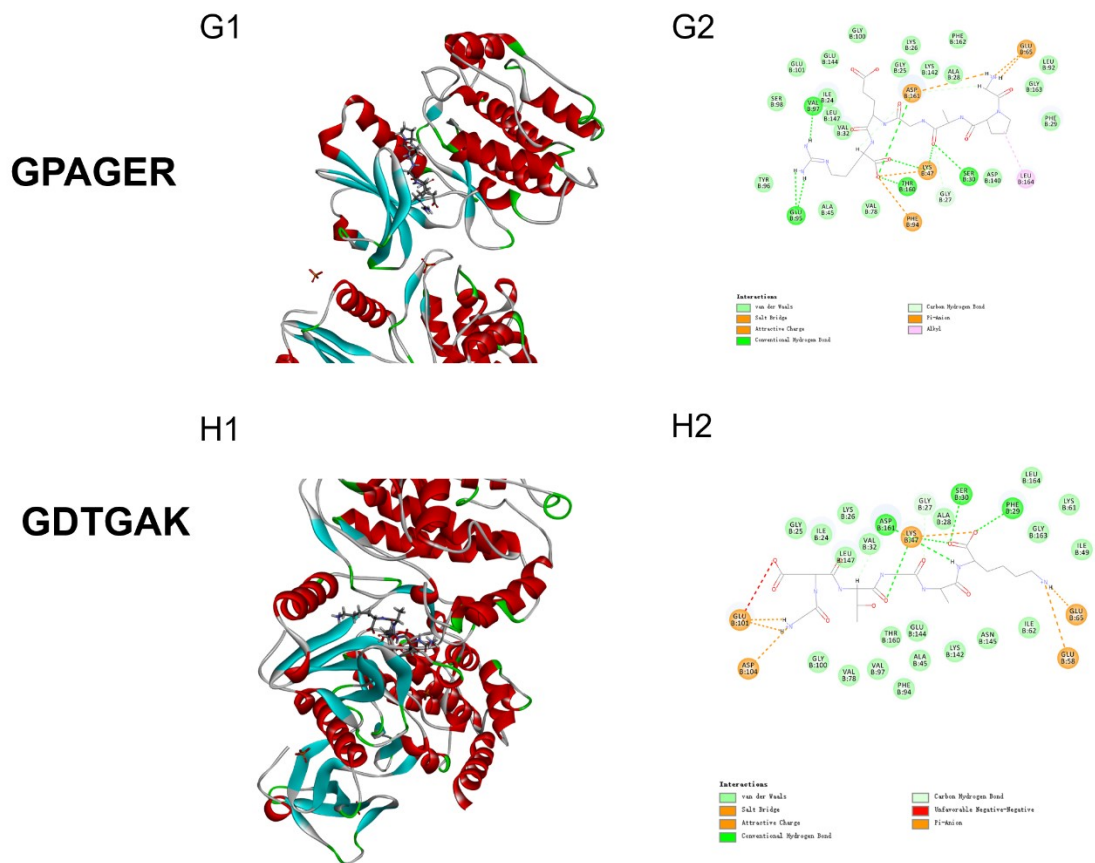 G1
G2
GPAGER
GLY
B:100
LYS
B:26
PHE
B:162
GLU
B:65
GLU
B:101
GLU
B:144
GLY
B:25
LYS
B:142
ALA
B:28
LEU
B:92
ASP
B:161
GLY
B:163
SER
B:98
VAL
B:97
ILE
B:24
LEU
B:147
VAL
B:32
PHE
B:29
TYR
B:96
LYS
B:47
SER
B:30
ASP
B:140
LEU
B:164
THR
B:160
GLY
B:27
GLU
B:95
ALA
B:45
VAL
B:78
PHE
B:94
H
H
H
H
H
Interactions
van der Waals
Salt Bridge
Attractive Charge
Conventional Hydrogen Bond
Carbon Hydrogen Bond
Pi-Anion
Alkyl
H1
H2
GDTGAK
LEU
B:164
SER
B:30
PHE
B:29
LYS
B:61
GLY
B:27
ALA
B:28
LYS
B:26
ASP
B:161
GLY
B:25
ILE
B:24
VAL
B:32
LYS
B:47
GLY
B:163
ILE
B:49
LEU
B:147
GLU
B:101
GLU
B:65
THR
B:160
GLU
B:144
ASN
B:145
ILE
B:62
GLY
B:100
VAL
B:78
VAL
B:97
ALA
B:45
LYS
B:142
GLU
B:58
ASP
B:104
PHE
B:94
H
H
H
H
Interactions
van der Waals
Salt Bridge
Attractive Charge
Conventional Hydrogen Bond
Carbon Hydrogen Bond
Unfavorable Negative-Negative
Pi-Anion